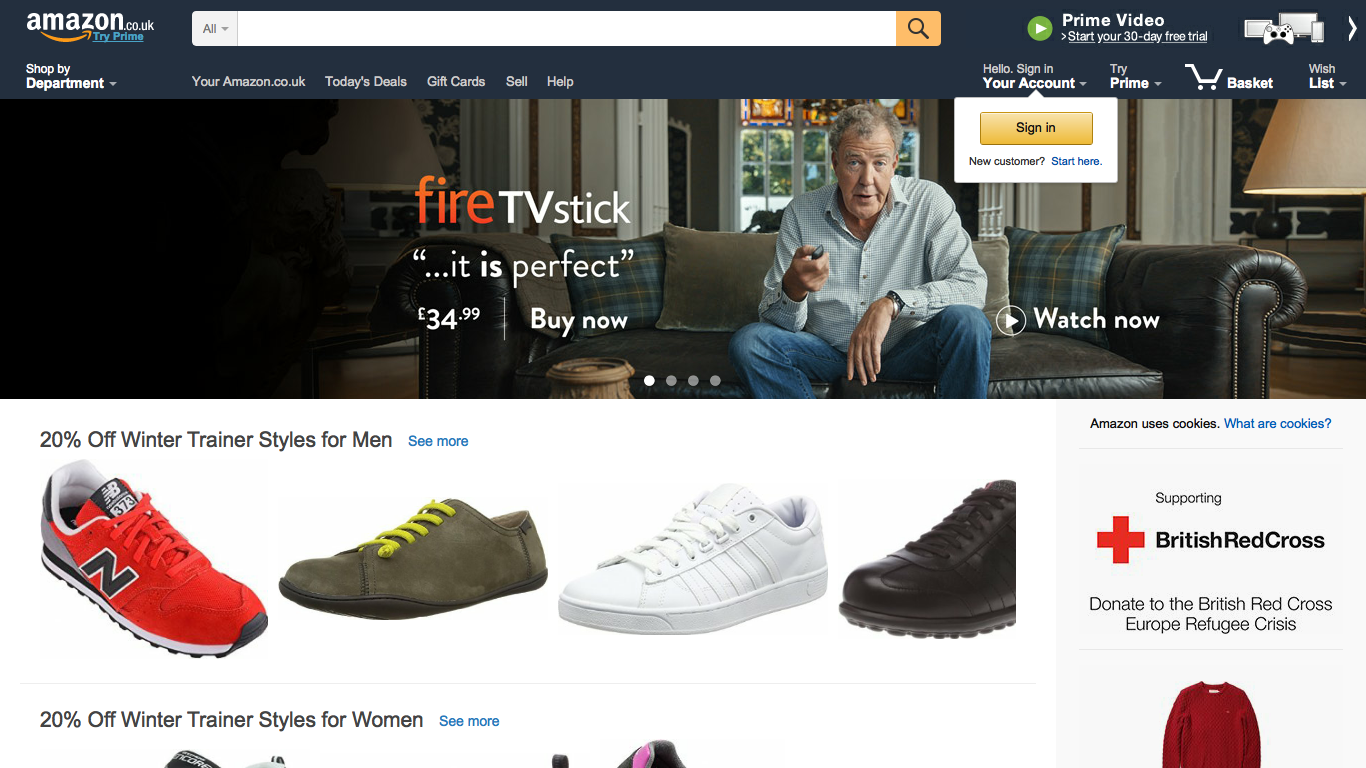 amazon.co.uk
Try Prime
All
Prime Video
>Start your 30-day free trial
Shop by
Department
Your Amazon.co.uk
Today's Deals
Gift Cards
Sell
Help
Hello. Sign in
Your Account
Try
Prime
Basket
Wish
List
Sign in
New customer? Start here.
fireTVstick
“...it is perfect”
£34.99
Buy now
Watch now
20% Off Winter Trainer Styles for Men
See more
NB
373
N
Amazon uses cookies. What are cookies?
Supporting
BritishRedCross
Donate to the British Red Cross
Europe Refugee Crisis
20% Off Winter Trainer Styles for Women
See more